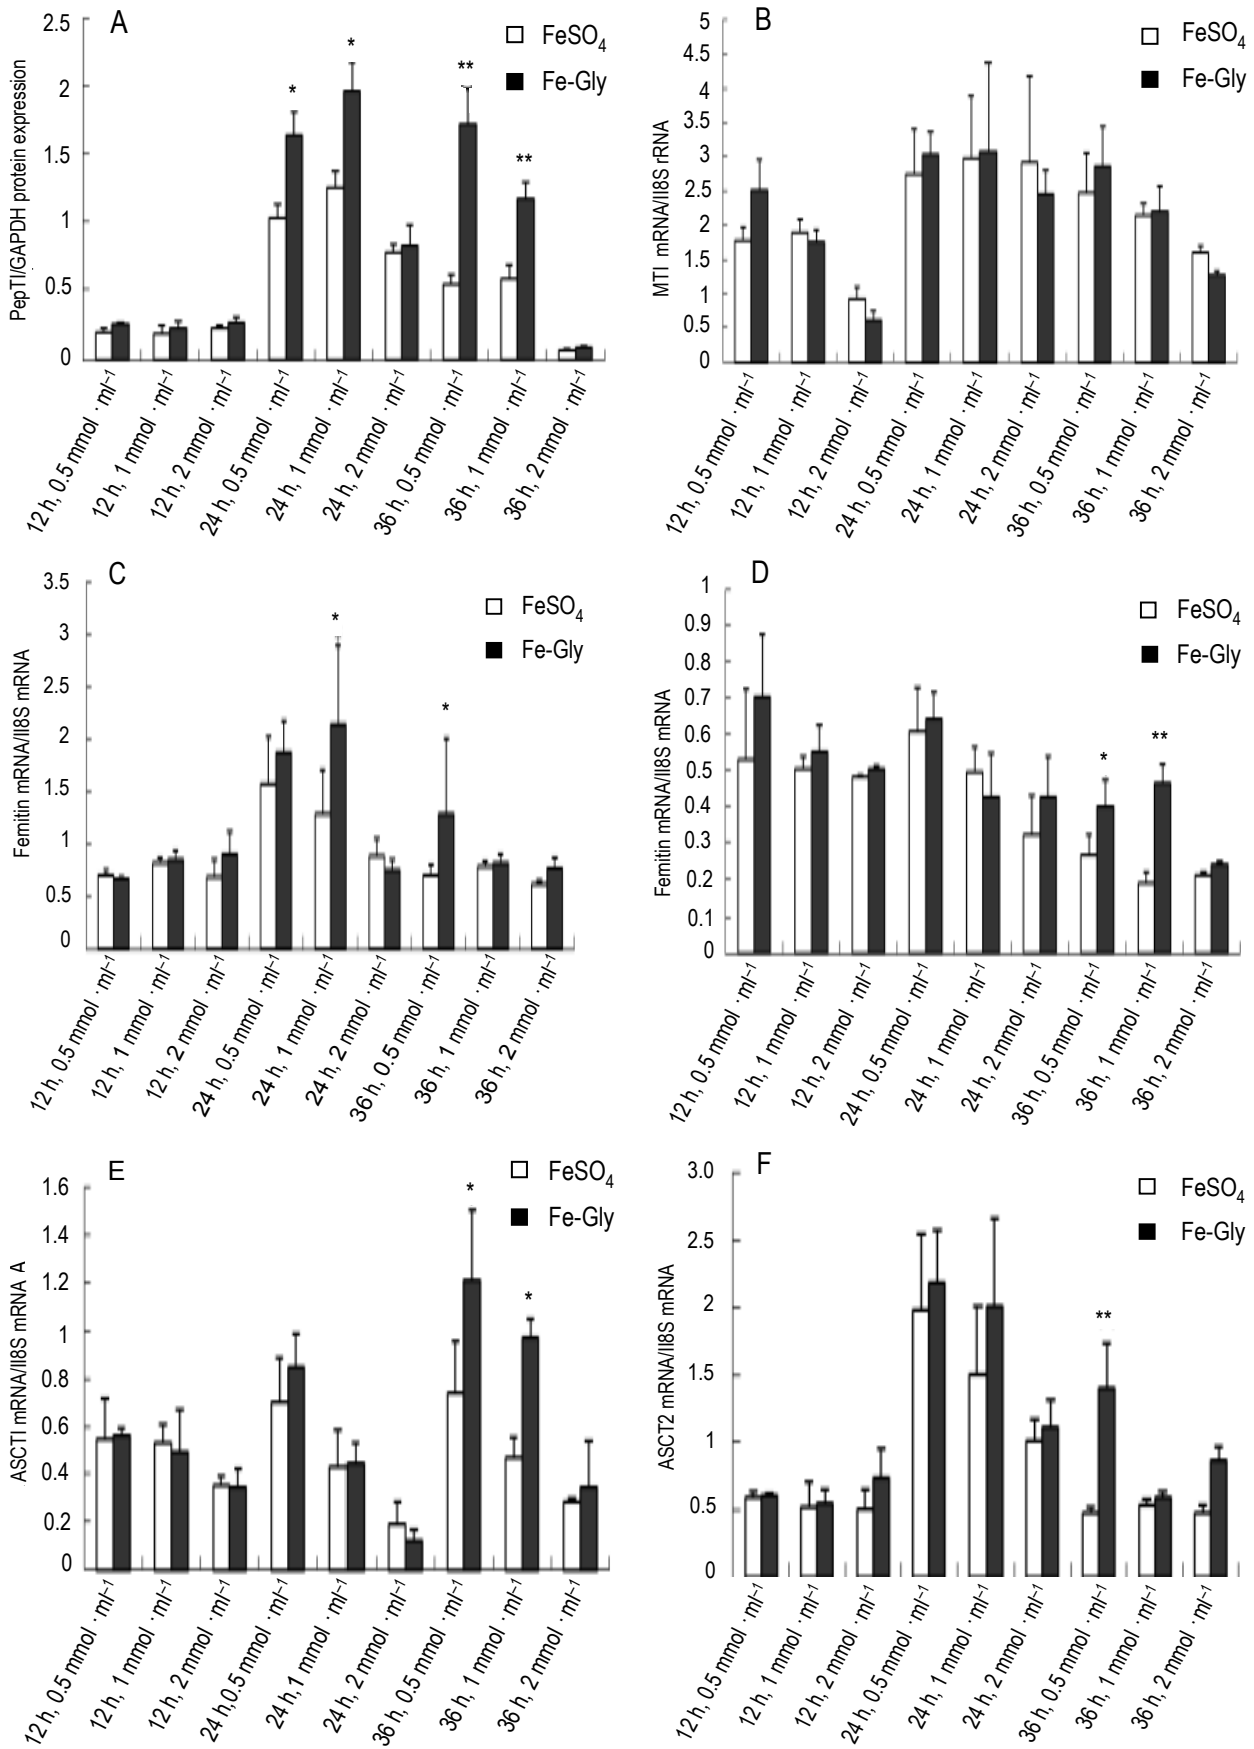 A
FeSO4
Fe-Gly
PepTI/GAPDH protein expression
2.5
2
1.5
1
0.5
0
*
*
**
**
12 h, 0.5 mmol · ml–1
12 h, 1 mmol · ml–1
12 h, 2 mmol · ml–1
24 h, 0.5 mmol · ml–1
24 h, 1 mmol · ml–1
24 h, 2 mmol · ml–1
36 h, 0.5 mmol · ml–1
36 h, 1 mmol · ml–1
36 h, 2 mmol · ml–1
B
FeSO4
Fe-Gly
MTI mRNA/II8S rRNA
5
4.5
4
3.5
3
2.5
2
1.5
1
0.5
0
12 h, 0.5 mmol · ml–1
12 h, 1 mmol · ml–1
12 h, 2 mmol · ml–1
24 h, 0.5 mmol · ml–1
24 h, 1 mmol · ml–1
24 h, 2 mmol · ml–1
36 h, 0.5 mmol · ml–1
36 h, 1 mmol · ml–1
36 h, 2 mmol · ml–1
C
FeSO4
Fe-Gly
Femitin mRNA/II8S mRNA
3.5
3
2.5
2
1.5
1
0.5
0
*
*
12 h, 0.5 mmol · ml–1
12 h, 1 mmol · ml–1
12 h, 2 mmol · ml–1
24 h, 0.5 mmol · ml–1
24 h, 1 mmol · ml–1
24 h, 2 mmol · ml–1
36 h, 0.5 mmol · ml–1
36 h, 1 mmol · ml–1
36 h, 2 mmol · ml–1
D
FeSO4
Fe-Gly
Femitin mRNA/II8S mRNA
1
0.9
0.8
0.7
0.6
0.5
0.4
0.3
0.2
0.1
0
*
**
12 h, 0.5 mmol · ml–1
12 h, 1 mmol · ml–1
12 h, 2 mmol · ml–1
24 h, 0.5 mmol · ml–1
24 h, 1 mmol · ml–1
24 h, 2 mmol · ml–1
36 h, 0.5 mmol · ml–1
36 h, 1 mmol · ml–1
36 h, 2 mmol · ml–1
E
FeSO4
Fe-Gly
ASCTI mRNA/II8S mRNA A
1.6
1.4
1.2
1
0.8
0.6
0.4
0.2
0
*
*
12 h, 0.5 mmol · ml–1
12 h, 1 mmol · ml–1
12 h, 2 mmol · ml–1
24 h,0.5 mmol · ml–1
24 h, 1 mmol · ml–1
24 h, 2 mmol · ml–1
36 h, 0.5 mmol · ml–1
36 h, 1 mmol · ml–1
36 h, 2 mmol · ml–1
F
FeSO4
Fe-Gly
ASCT2 mRNA/II8S mRNA
3.0
2.5
2
1.5
1
0.5
0
**
12 h, 0.5 mmol · ml–1
12 h, 1 mmol · ml–1
12 h, 2 mmol · ml–1
24 h, 0.5 mmol · ml–1
24 h, 1 mmol · ml–1
24 h, 2 mmol · ml–1
36 h, 0.5 mmol · ml–1
36 h, 1 mmol · ml–1
36 h, 2 mmol · ml–1